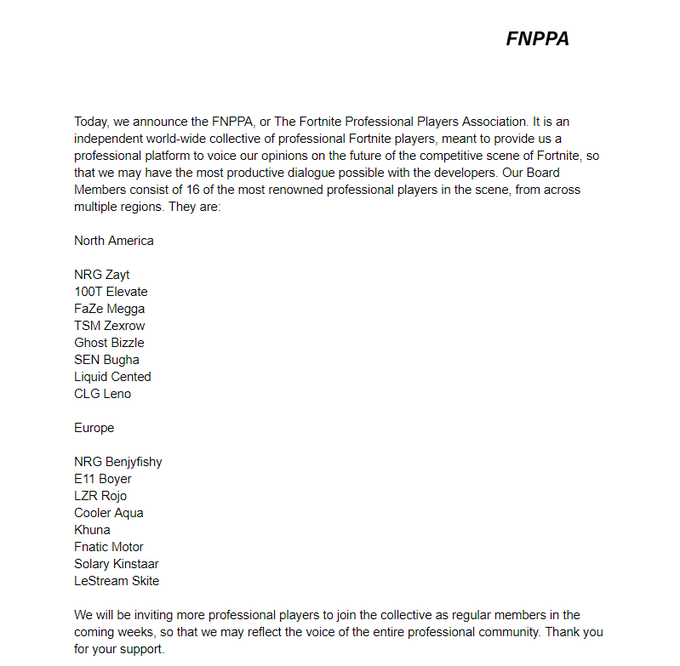 FNPPA
Today, we announce the FNPPA, or The Fortnite Professional Players Association. It is an
independent world-wide collective of professional Fortnite players, meant to provide us a
professional platform to voice our opinions on the future of the competitive scene of Fortnite, so
that we may have the most productive dialogue possible with the developers. Our Board
Members consist of 16 of the most renowned professional players in the scene, from across
multiple regions. They are:
North America
NRG Zayt
100T Elevate
FaZe Megga
TSM Zexrow
Ghost Bizzle
SEN Bugha
Liquid Cented
CLG Leno
Europe
NRG Benjyfishy
E11 Boyer
LZR Rojo
Cooler Aqua
Khuna
Fnatic Motor
Solary Kinstaar
LeStream Skite
We will be inviting more professional players to join the collective as regular members in the
coming weeks, so that we may reflect the voice of the entire professional community. Thank you
for your support.